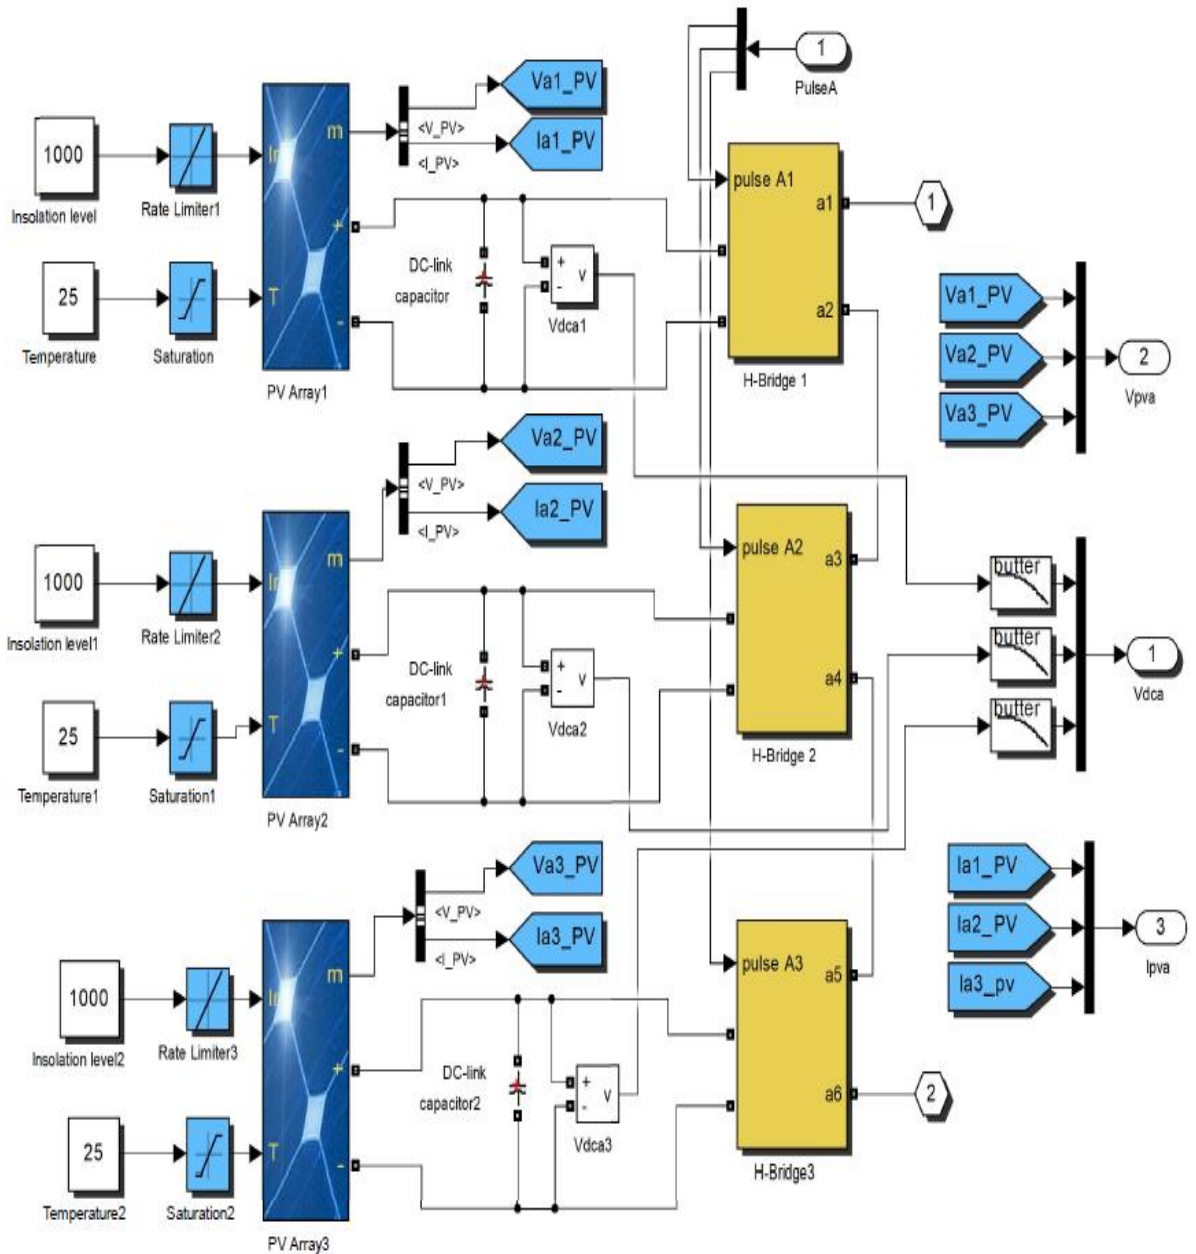 1
PulseA
Va1_PV
<V_PV>
Ia1_PV
<I_PV>
1000
Insolation level
Rate Limiter1
In
m
+
T
-
25
Temperature
Saturation
PV Array1
DC-link
capacitor
+
-
v
Vdca1
pulse A1
a1
a2
H-Bridge 1
1
Va1_PV
Va2_PV
Va3_PV
2
Vpva
Va2_PV
<V_PV>
Ia2_PV
<I_PV>
1000
Insolation level1
Rate Limiter2
In
m
+
T
-
25
Temperature1
Saturation1
PV Array2
DC-link
capacitor1
+
-
v
Vdca2
pulse A2
a3
a4
H-Bridge 2
butter
butter
butter
1
Vdca
Va3_PV
<V_PV>
Ia3_PV
<I_PV>
1000
Insolation level2
Rate Limiter3
In
m
+
T
-
25
Temperature2
Saturation2
PV Array3
DC-link
capacitor2
+
-
v
Vdca3
pulse A3
a5
a6
H-Bridge3
2
Ia1_PV
Ia2_PV
Ia3_pv
3
Ipva